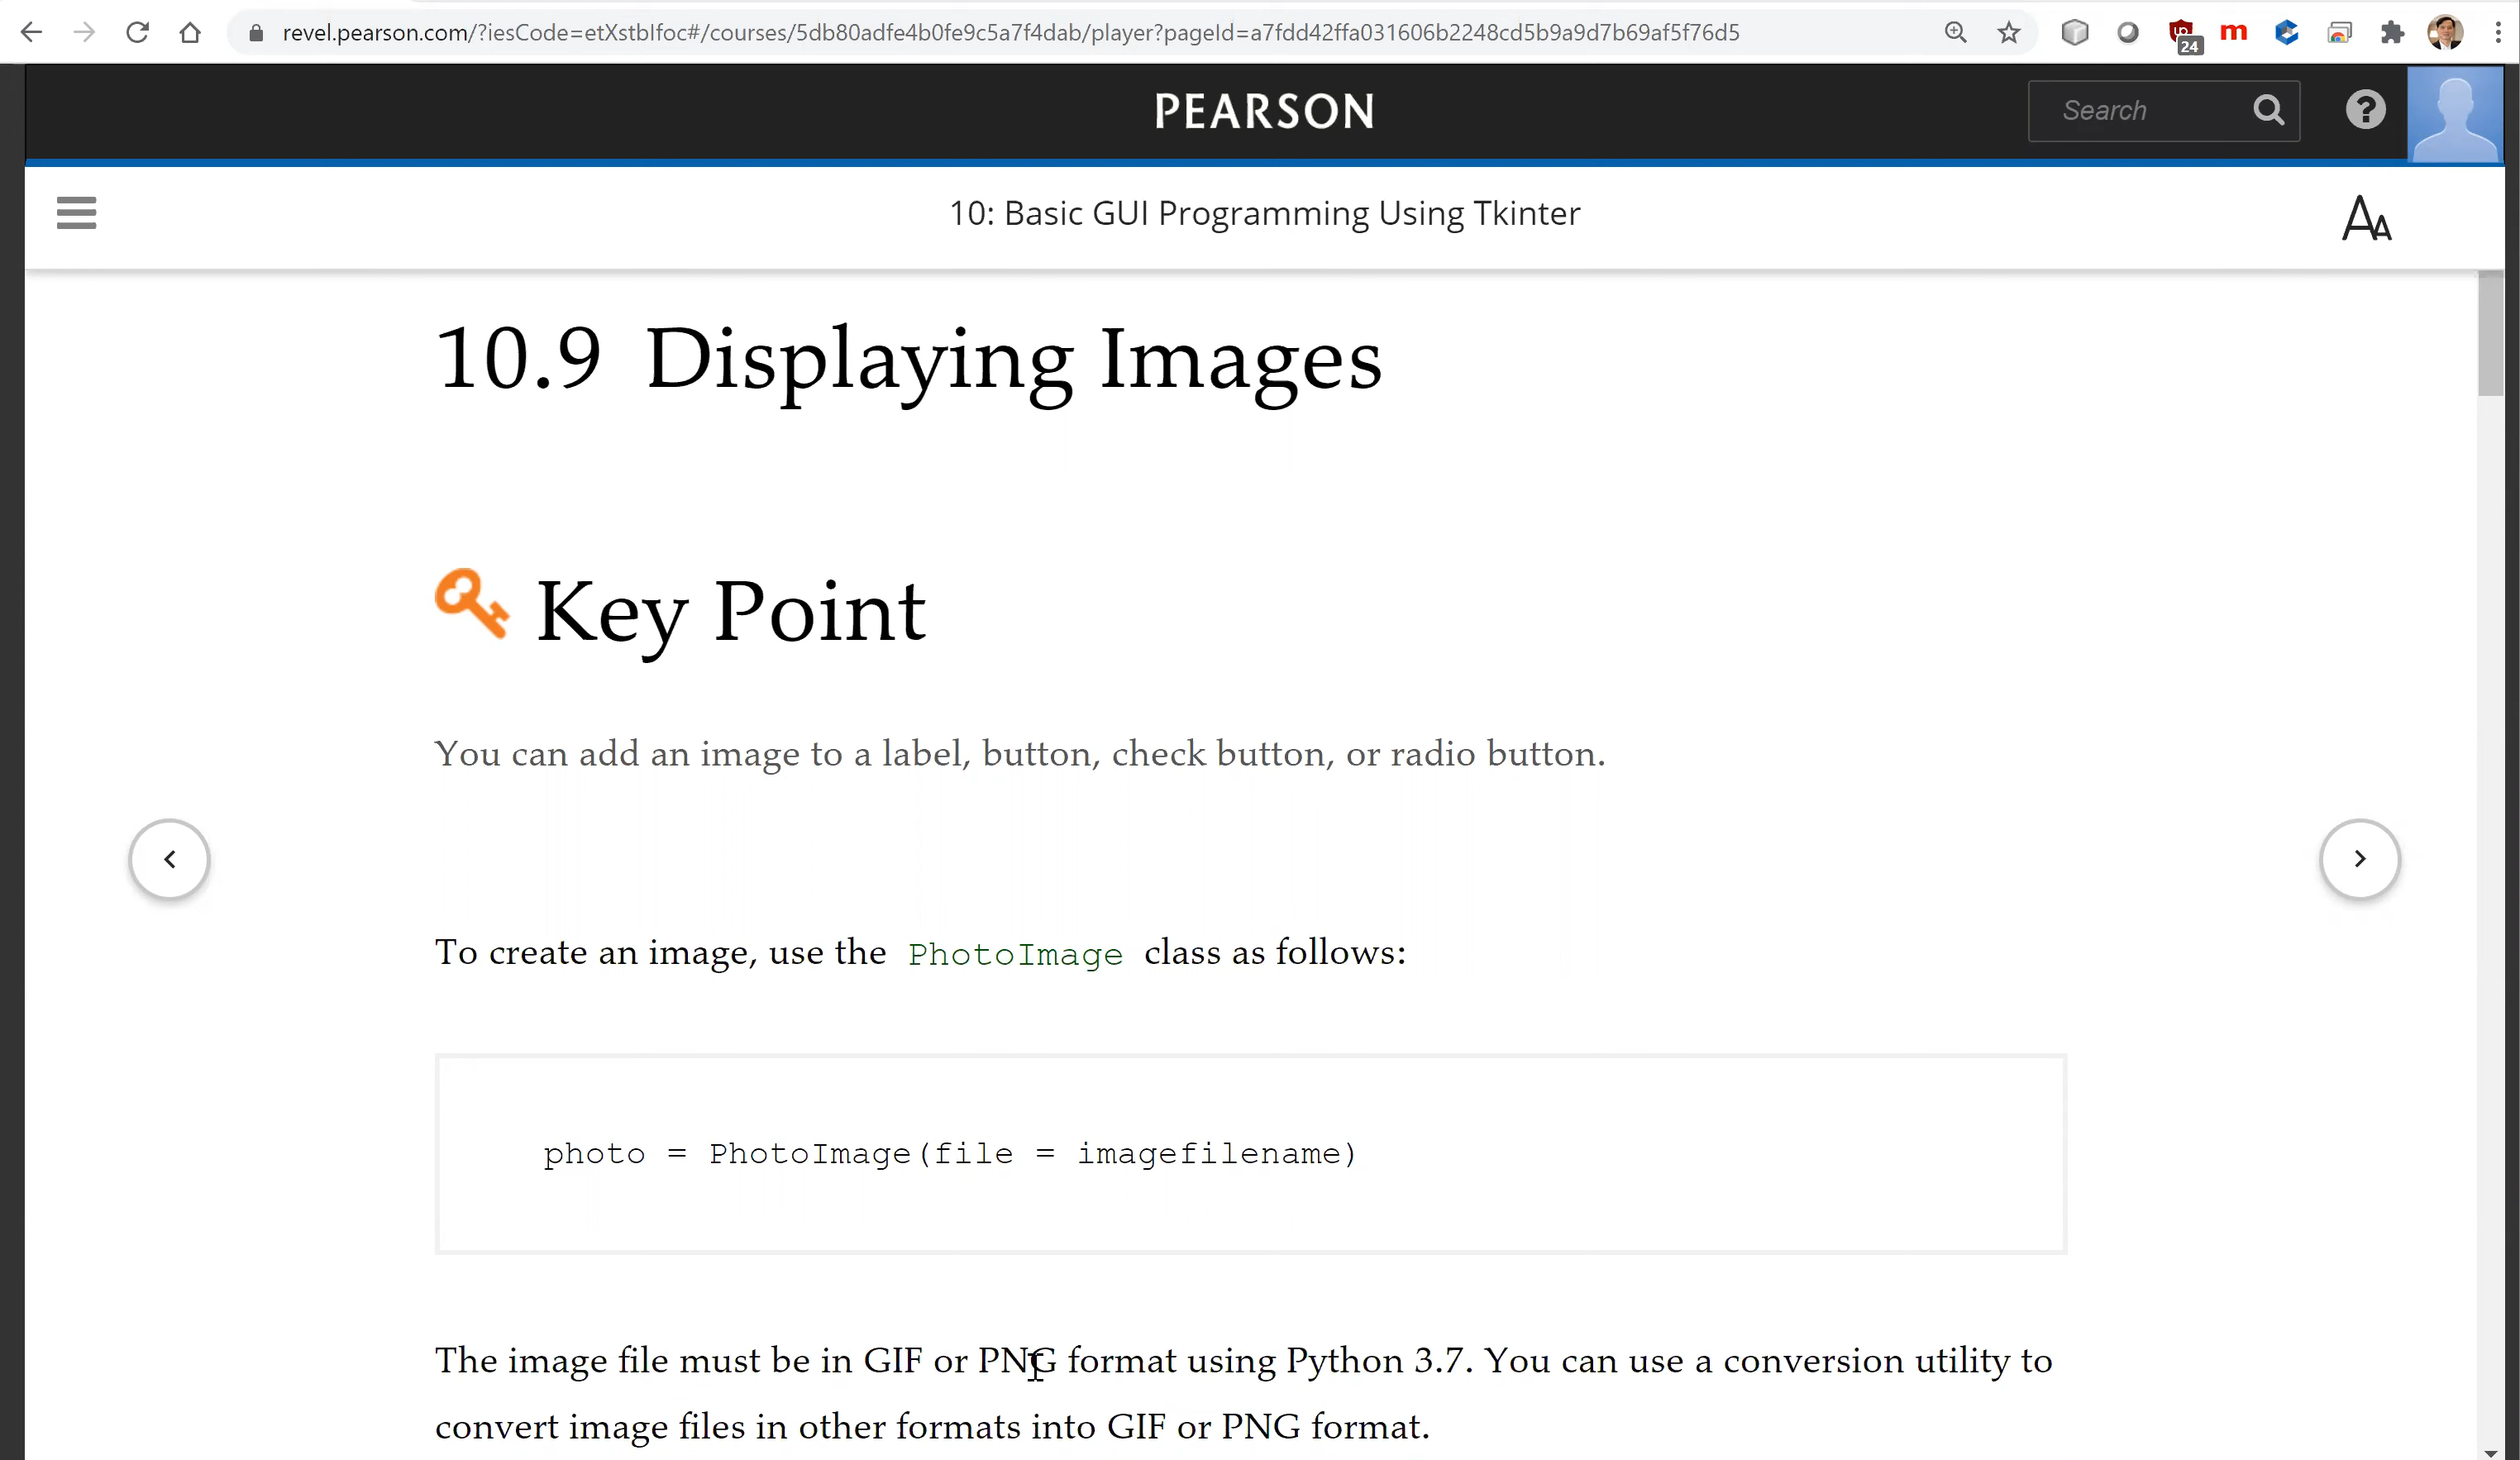 revel.pearson.com/?iesCode=etXstbIfoc#/courses/5db80adfe4b0fe9c5a7f4dab/player?pageId=a7fdd42ffa031606b2248cd5b9a9d7b69af5f76d5
24
m
PEARSON
Search
?
10: Basic GUI Programming Using Tkinter
AA
10.9 Displaying Images
Key Point
You can add an image to a label, button, check button, or radio button.
To create an image, use the PhotoImage class as follows:
photo = PhotoImage(file = imagefilename)
The image file must be in GIF or PNG format using Python 3.7. You can use a conversion utility to
convert image files in other formats into GIF or PNG format.